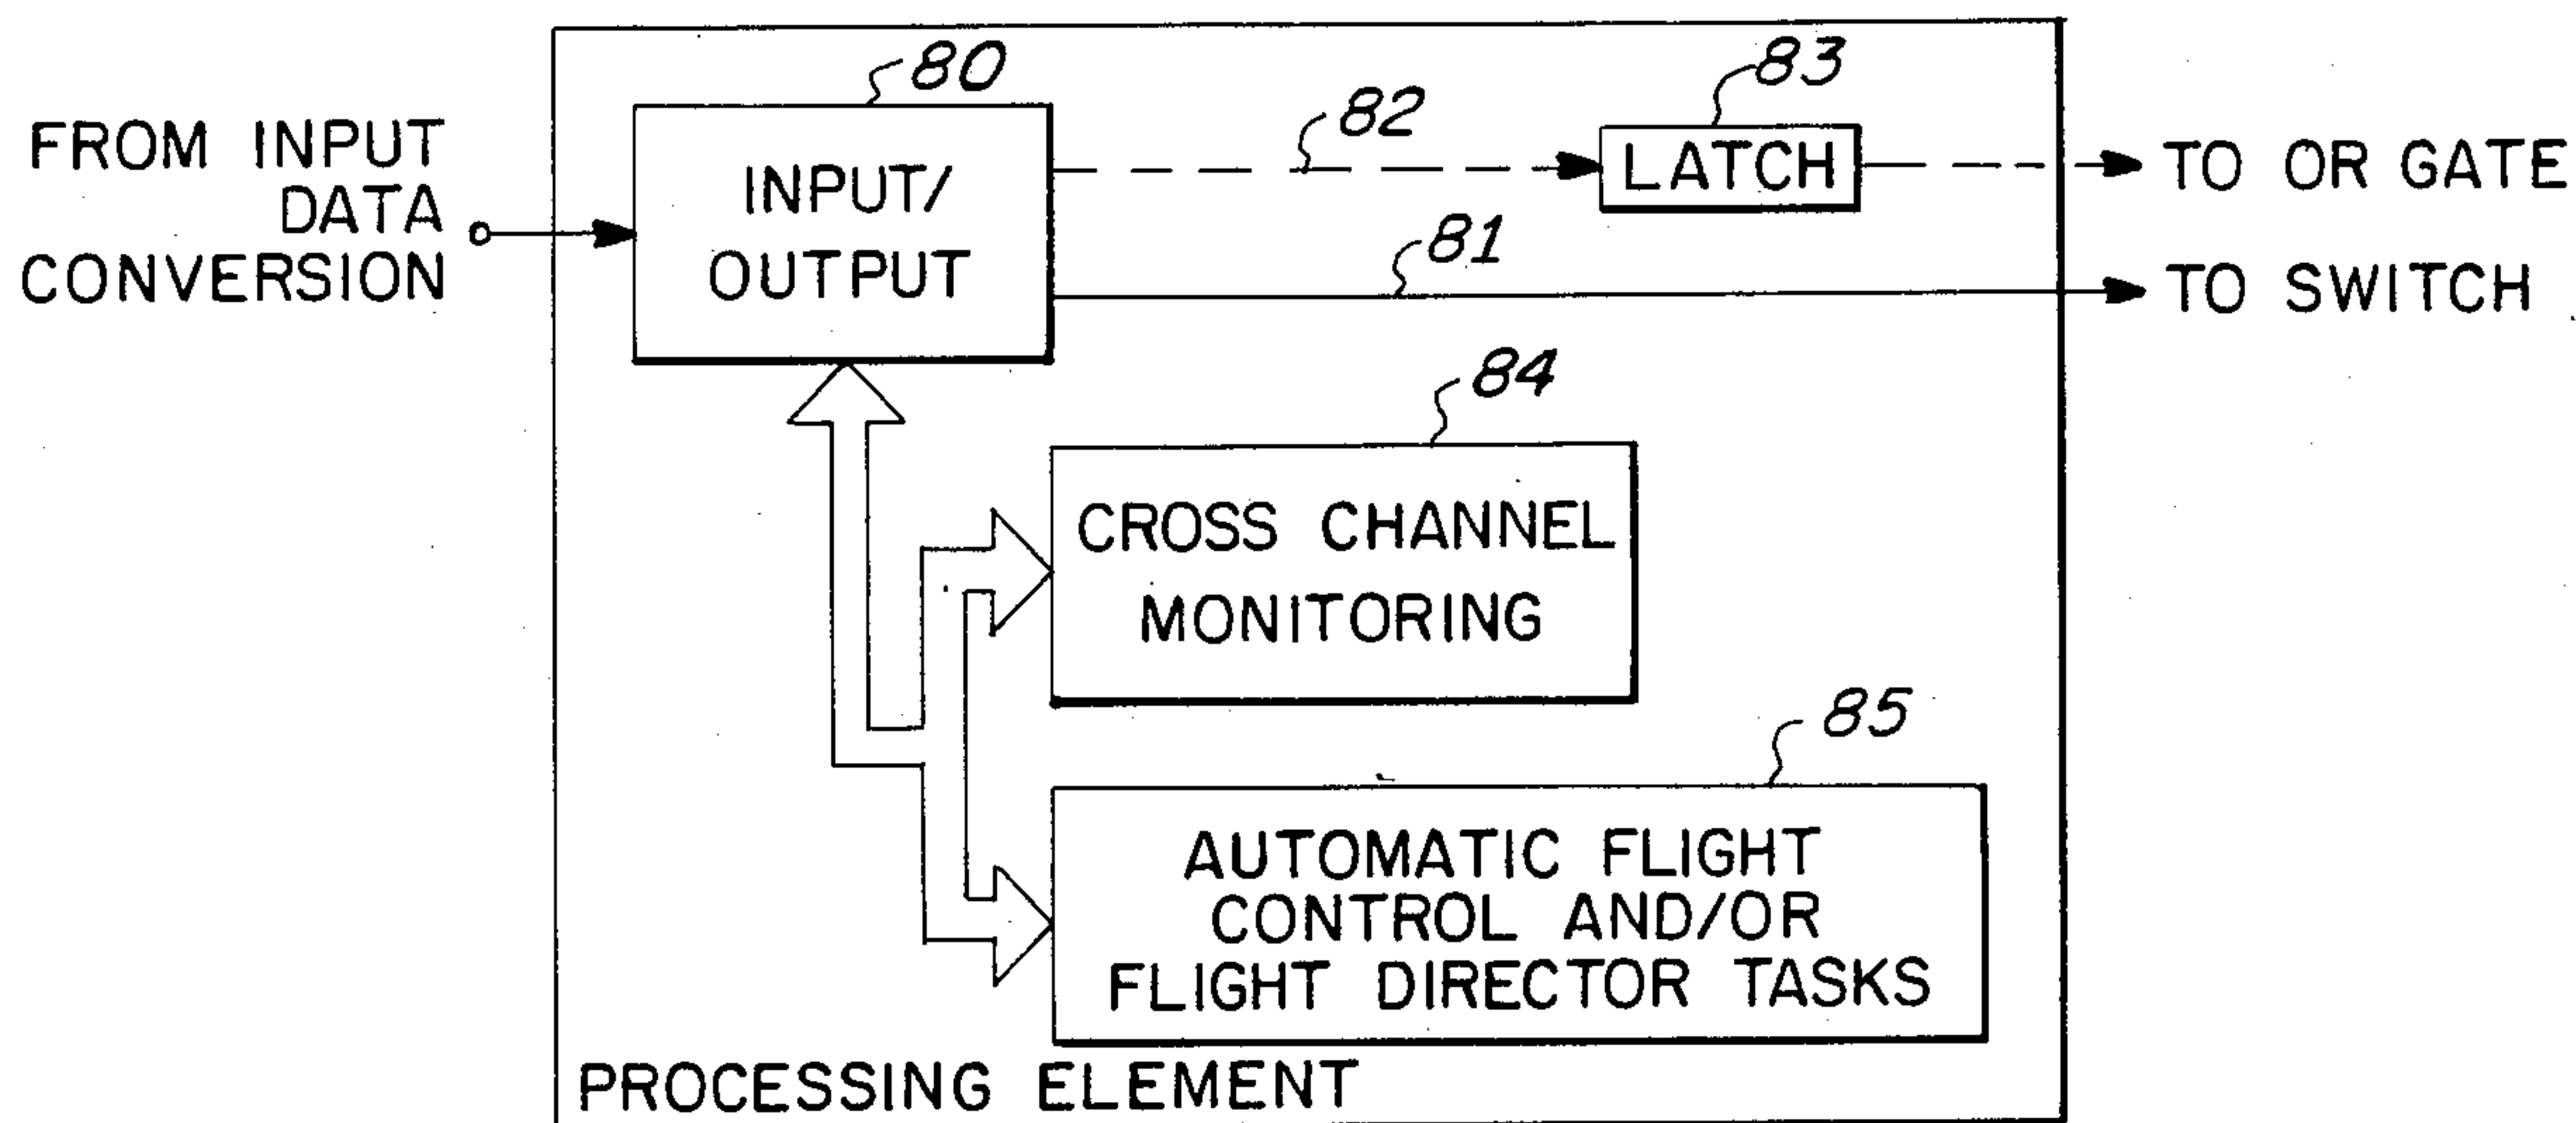 80
83
FROM INPUT
DATA
CONVERSION
82
INPUT/
OUTPUT
LATCH
TO OR GATE
81
TO SWITCH
84
CROSS CHANNEL
MONITORING
85
AUTOMATIC FLIGHT
CONTROL AND/OR
FLIGHT DIRECTOR TASKS
PROCESSING ELEMENT